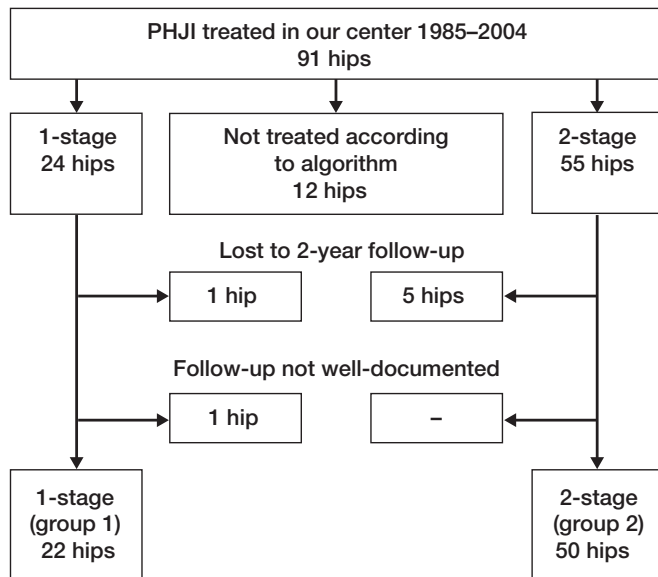 PHJI treated in our center 1985–2004
91 hips
1-stage
24 hips
Not treated according
to algorithm
12 hips
2-stage
55 hips
Lost to 2-year follow-up
1 hip
5 hips
Follow-up not well-documented
1 hip
–
1-stage
(group 1)
22 hips
2-stage
(group 2)
50 hips